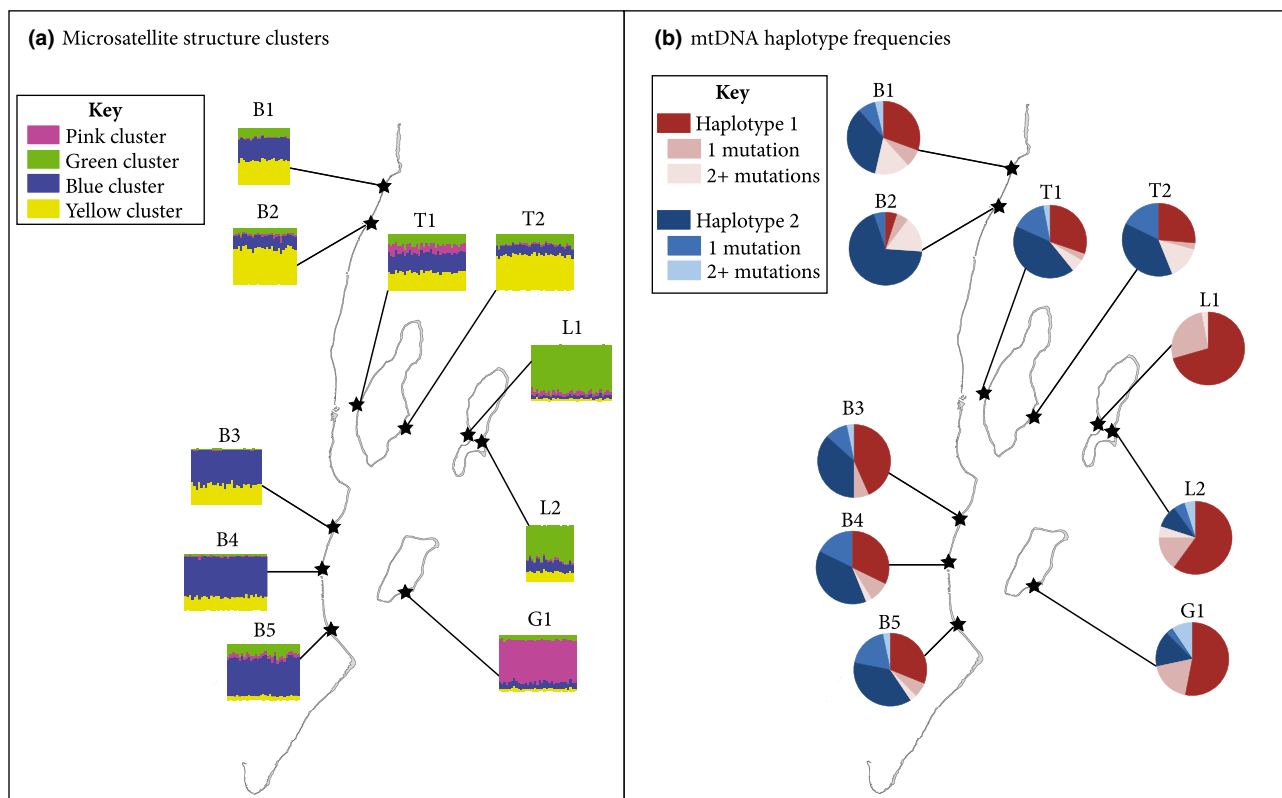 (a) Microsatellite structure clusters
Key
Pink cluster
Green cluster
Blue cluster
Yellow cluster
B1
B2
T1
T2
L1
B3
L2
B4
G1
B5
(b) mtDNA haplotype frequencies
Key
Haplotype 1
1 mutation
2+ mutations
Haplotype 2
1 mutation
2+ mutations
B1
T1
T2
B2
L1
B3
L2
B4
G1
B5